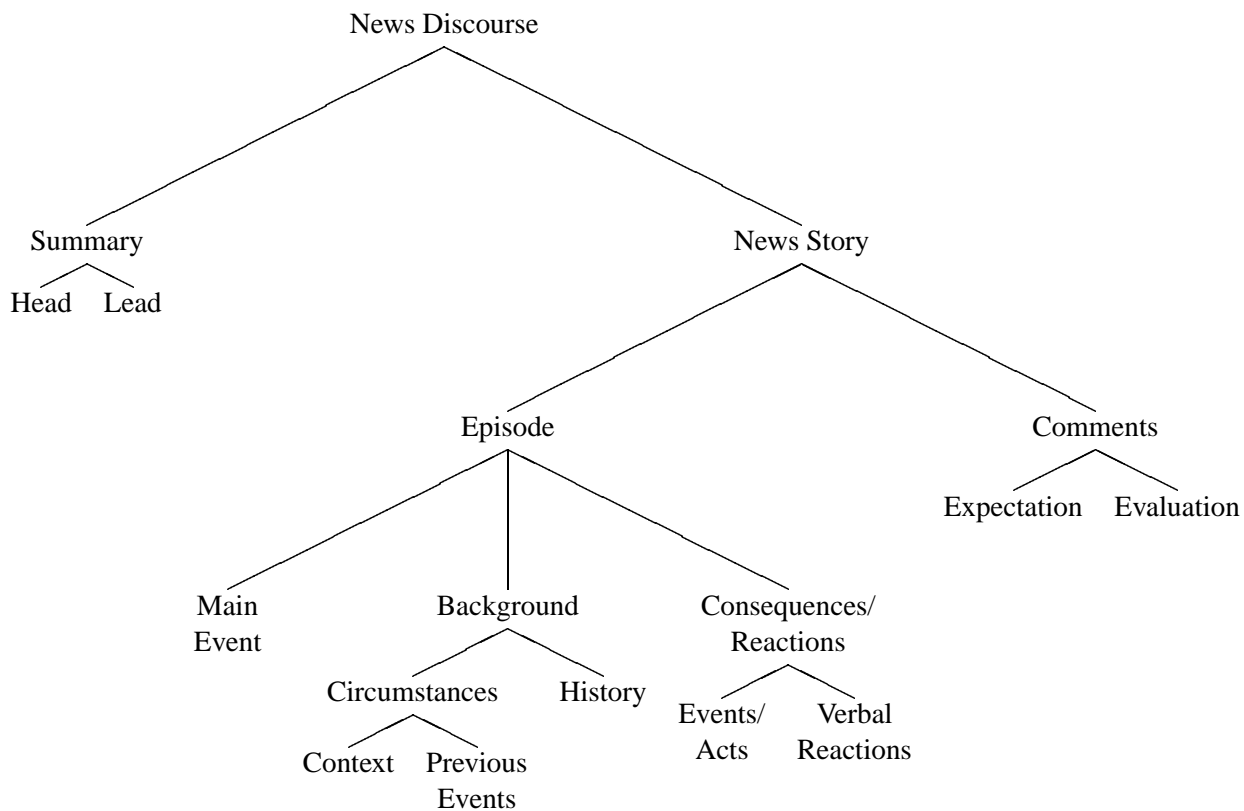 News Discourse
Summary
News Story
Head
Lead
Episode
Comments
Expectation
Evaluation
Main
Event
Background
Consequences/
Reactions
Circumstances
History
Events/
Acts
Verbal
Reactions
Context
Previous
Events